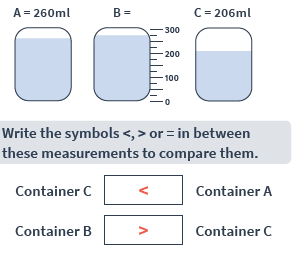 A = 260ml B = C = 206ml
300
200
100
0
Write the symbols <, > or = in between
these measurements to compare them.
Container C < Container A
Container B > Container C